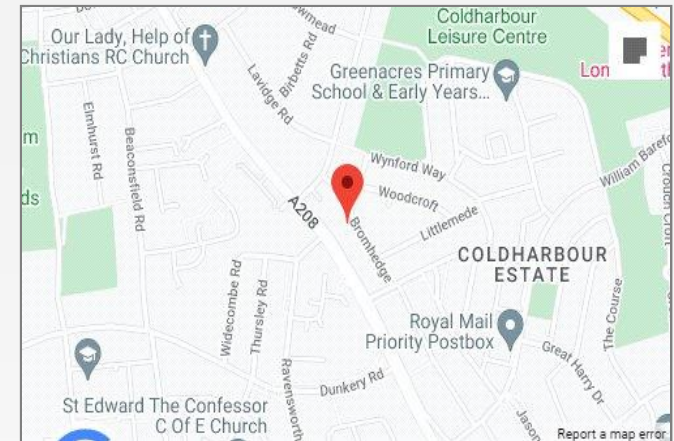 Coldharbour
Leisure Centre
Our Lady, Help of
Christians RC Church
Birbetts Rd
Lavidge Rd
Greenacres Primary
School & Early Years...
Lon
Elmhurst Rd
Beaconsfield Rd
m
ds
Wynford Way
Woodcroft
William Barefo
A208
Bromhedge
Littlemede
COLDHARBOUR
ESTATE
Widecombe Rd
Thursley Rd
The Course
Royal Mail
Priority Postbox
Great Harry Dr
Ravensworth
Dunkery Rd
St Edward The Confessor
C Of E Church
Jason
Report a map error